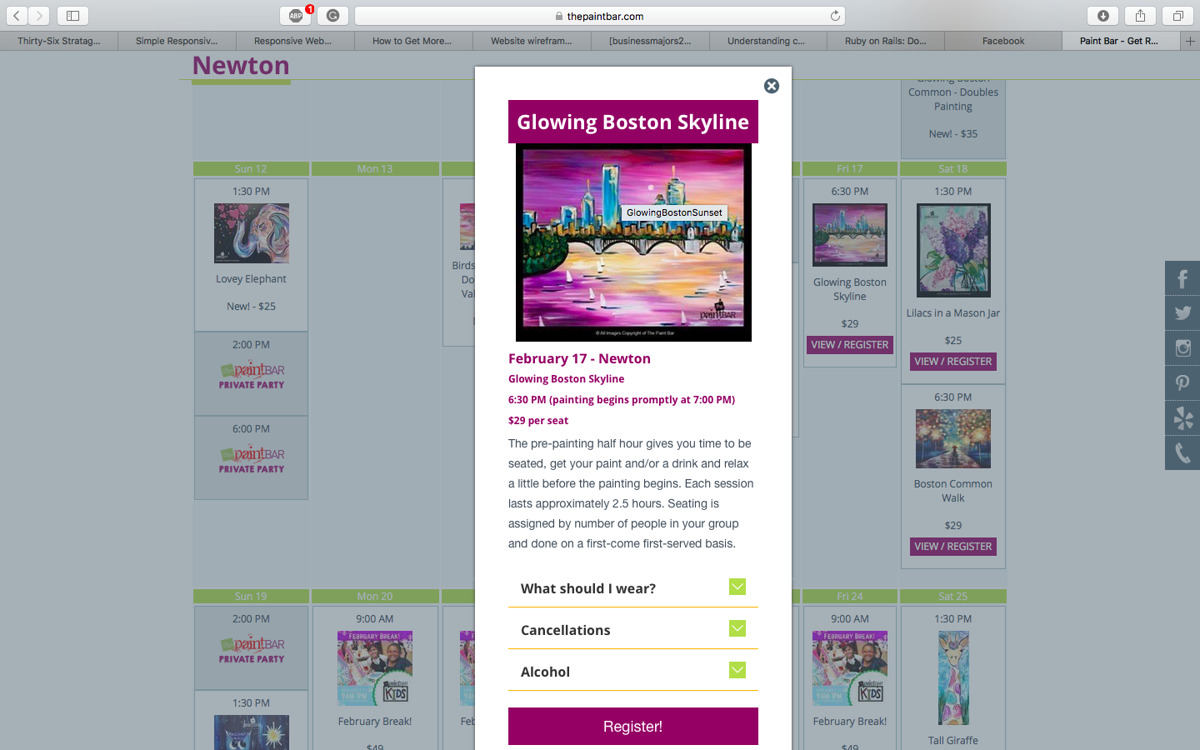 ABP
1
thepaintbar.com
Thirty-Six Stratag...
Simple Responsiv...
Responsive Web...
How to Get More...
Website wirefram...
[businessmajors2...
Understanding c...
Ruby on Rails: Do...
Facebook
Paint Bar - Get R...
Newton
Glowing Boston
Common - Doubles
Painting
New! - $35
Sun 12
Mon 13
Fri 17
Sat 18
1:30 PM
Lovey Elephant
New! - $25
2:00 PM
paintBAR
PRIVATE PARTY
6:00 PM
paintBAR
PRIVATE PARTY
Birds
Do
Val
6:30 PM
Glowing Boston
Skyline
$29
VIEW / REGISTER
1:30 PM
Lilacs in a Mason Jar
$25
VIEW / REGISTER
6:30 PM
Boston Common
Walk
$29
VIEW / REGISTER
Glowing Boston Skyline
GlowingBostonSunset
paintBAR
© All Images Copyright of The Paint Bar
February 17 - Newton
Glowing Boston Skyline
6:30 PM (painting begins promptly at 7:00 PM)
$29 per seat
The pre-painting half hour gives you time to be
seated, get your paint and/or a drink and relax
a little before the painting begins. Each session
lasts approximately 2.5 hours. Seating is
assigned by number of people in your group
and done on a first-come first-served basis.
What should I wear?
Cancellations
Alcohol
Register!
Sun 19
Mon 20
Fri 24
Sat 25
2:00 PM
paintBAR
PRIVATE PARTY
1:30 PM
9:00 AM
FEBRUARY BREAK!
KIDS
February Break!
$49
Feb
9:00 AM
FEBRUARY BREAK!
KIDS
February Break!
$49
1:30 PM
Tall Giraffe